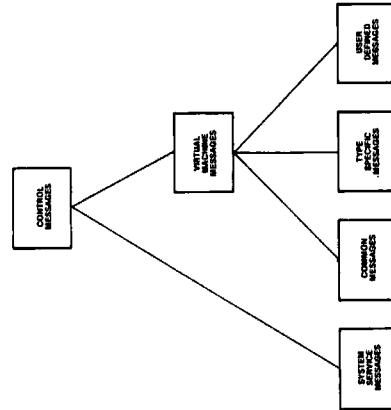 CONTROL
MESSAGES
VIRTUAL
MACHINE
MESSAGES
SYSTEM
SERVICE
MESSAGES
COMMON
MESSAGES
TYPE
SPECIFIC
MESSAGES
USER
DEFINED
MESSAGES